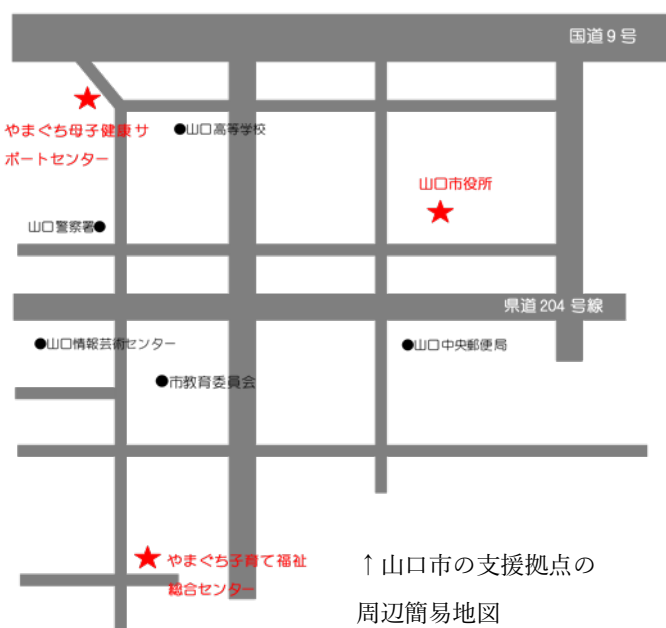 国道9号
やまぐち母子健康サ
ポートセンター
●山口高等学校
山口市役所
山口警察署●
県道204号線
●山口情報芸術センター
●山口中央郵便局
●市教育委員会
やまぐち子育て福祉
総合センター
↑山口市の支援拠点の
周辺簡易地図